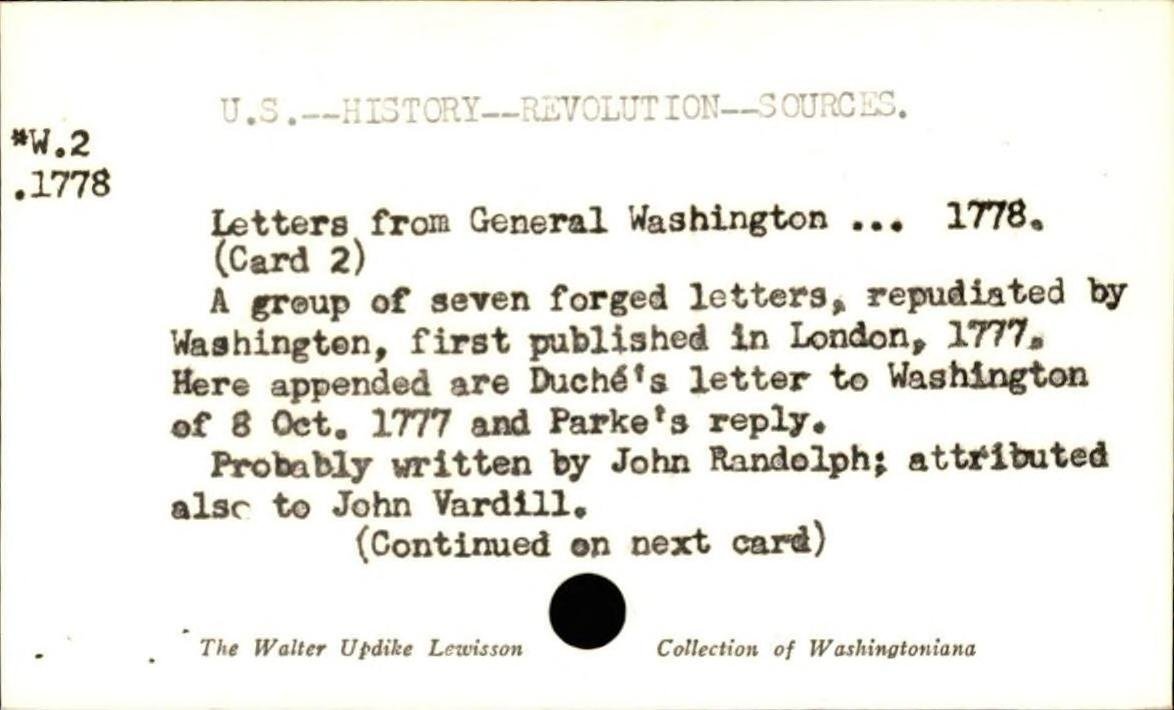 U.S.--HISTORY--REVOLUTION--SOURCES.
*W.2
.1778
Letters from General Washington ... 1778.
(Card 2)
A group of seven forged letters, repudiated by
Washington, first published in London, 1777.
Here appended are Duché's letter to Washington
of 8 Oct. 1777 and Parke's reply.
Probably written by John Randolph; attributed
also to John Vardill.
(Continued on next card)
The Walter Updike Lewisson Collection of Washingtoniana